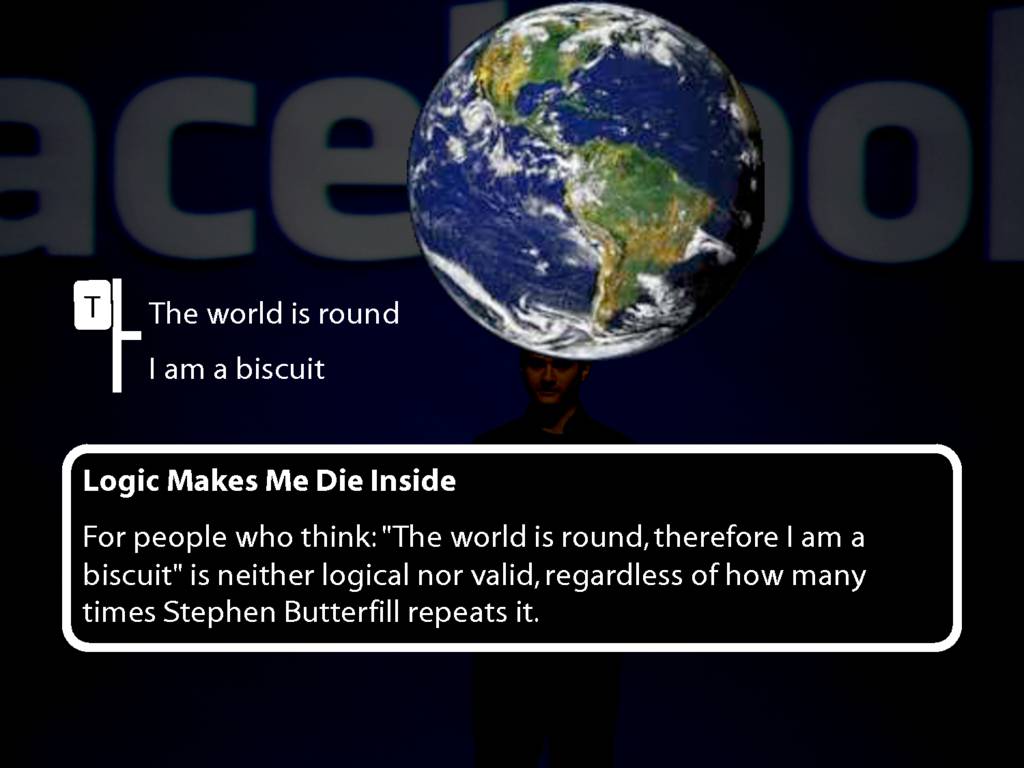 acebook
T
The world is round
I am a biscuit
Logic Makes Me Die Inside
For people who think: "The world is round, therefore I am a
biscuit" is neither logical nor valid, regardless of how many
times Stephen Butterfill repeats it.